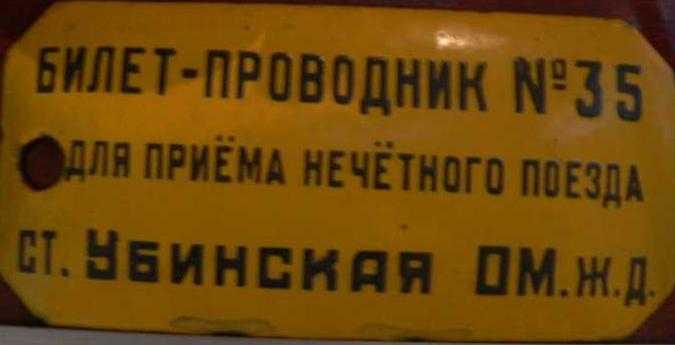 БИЛЕТ-ПРОВОДНИК №35
ДЛЯ ПРИЁМА НЕЧЁТНОГО ПОЕЗДА
СТ. УБИНСКАЯ ОМ.Ж.Д.